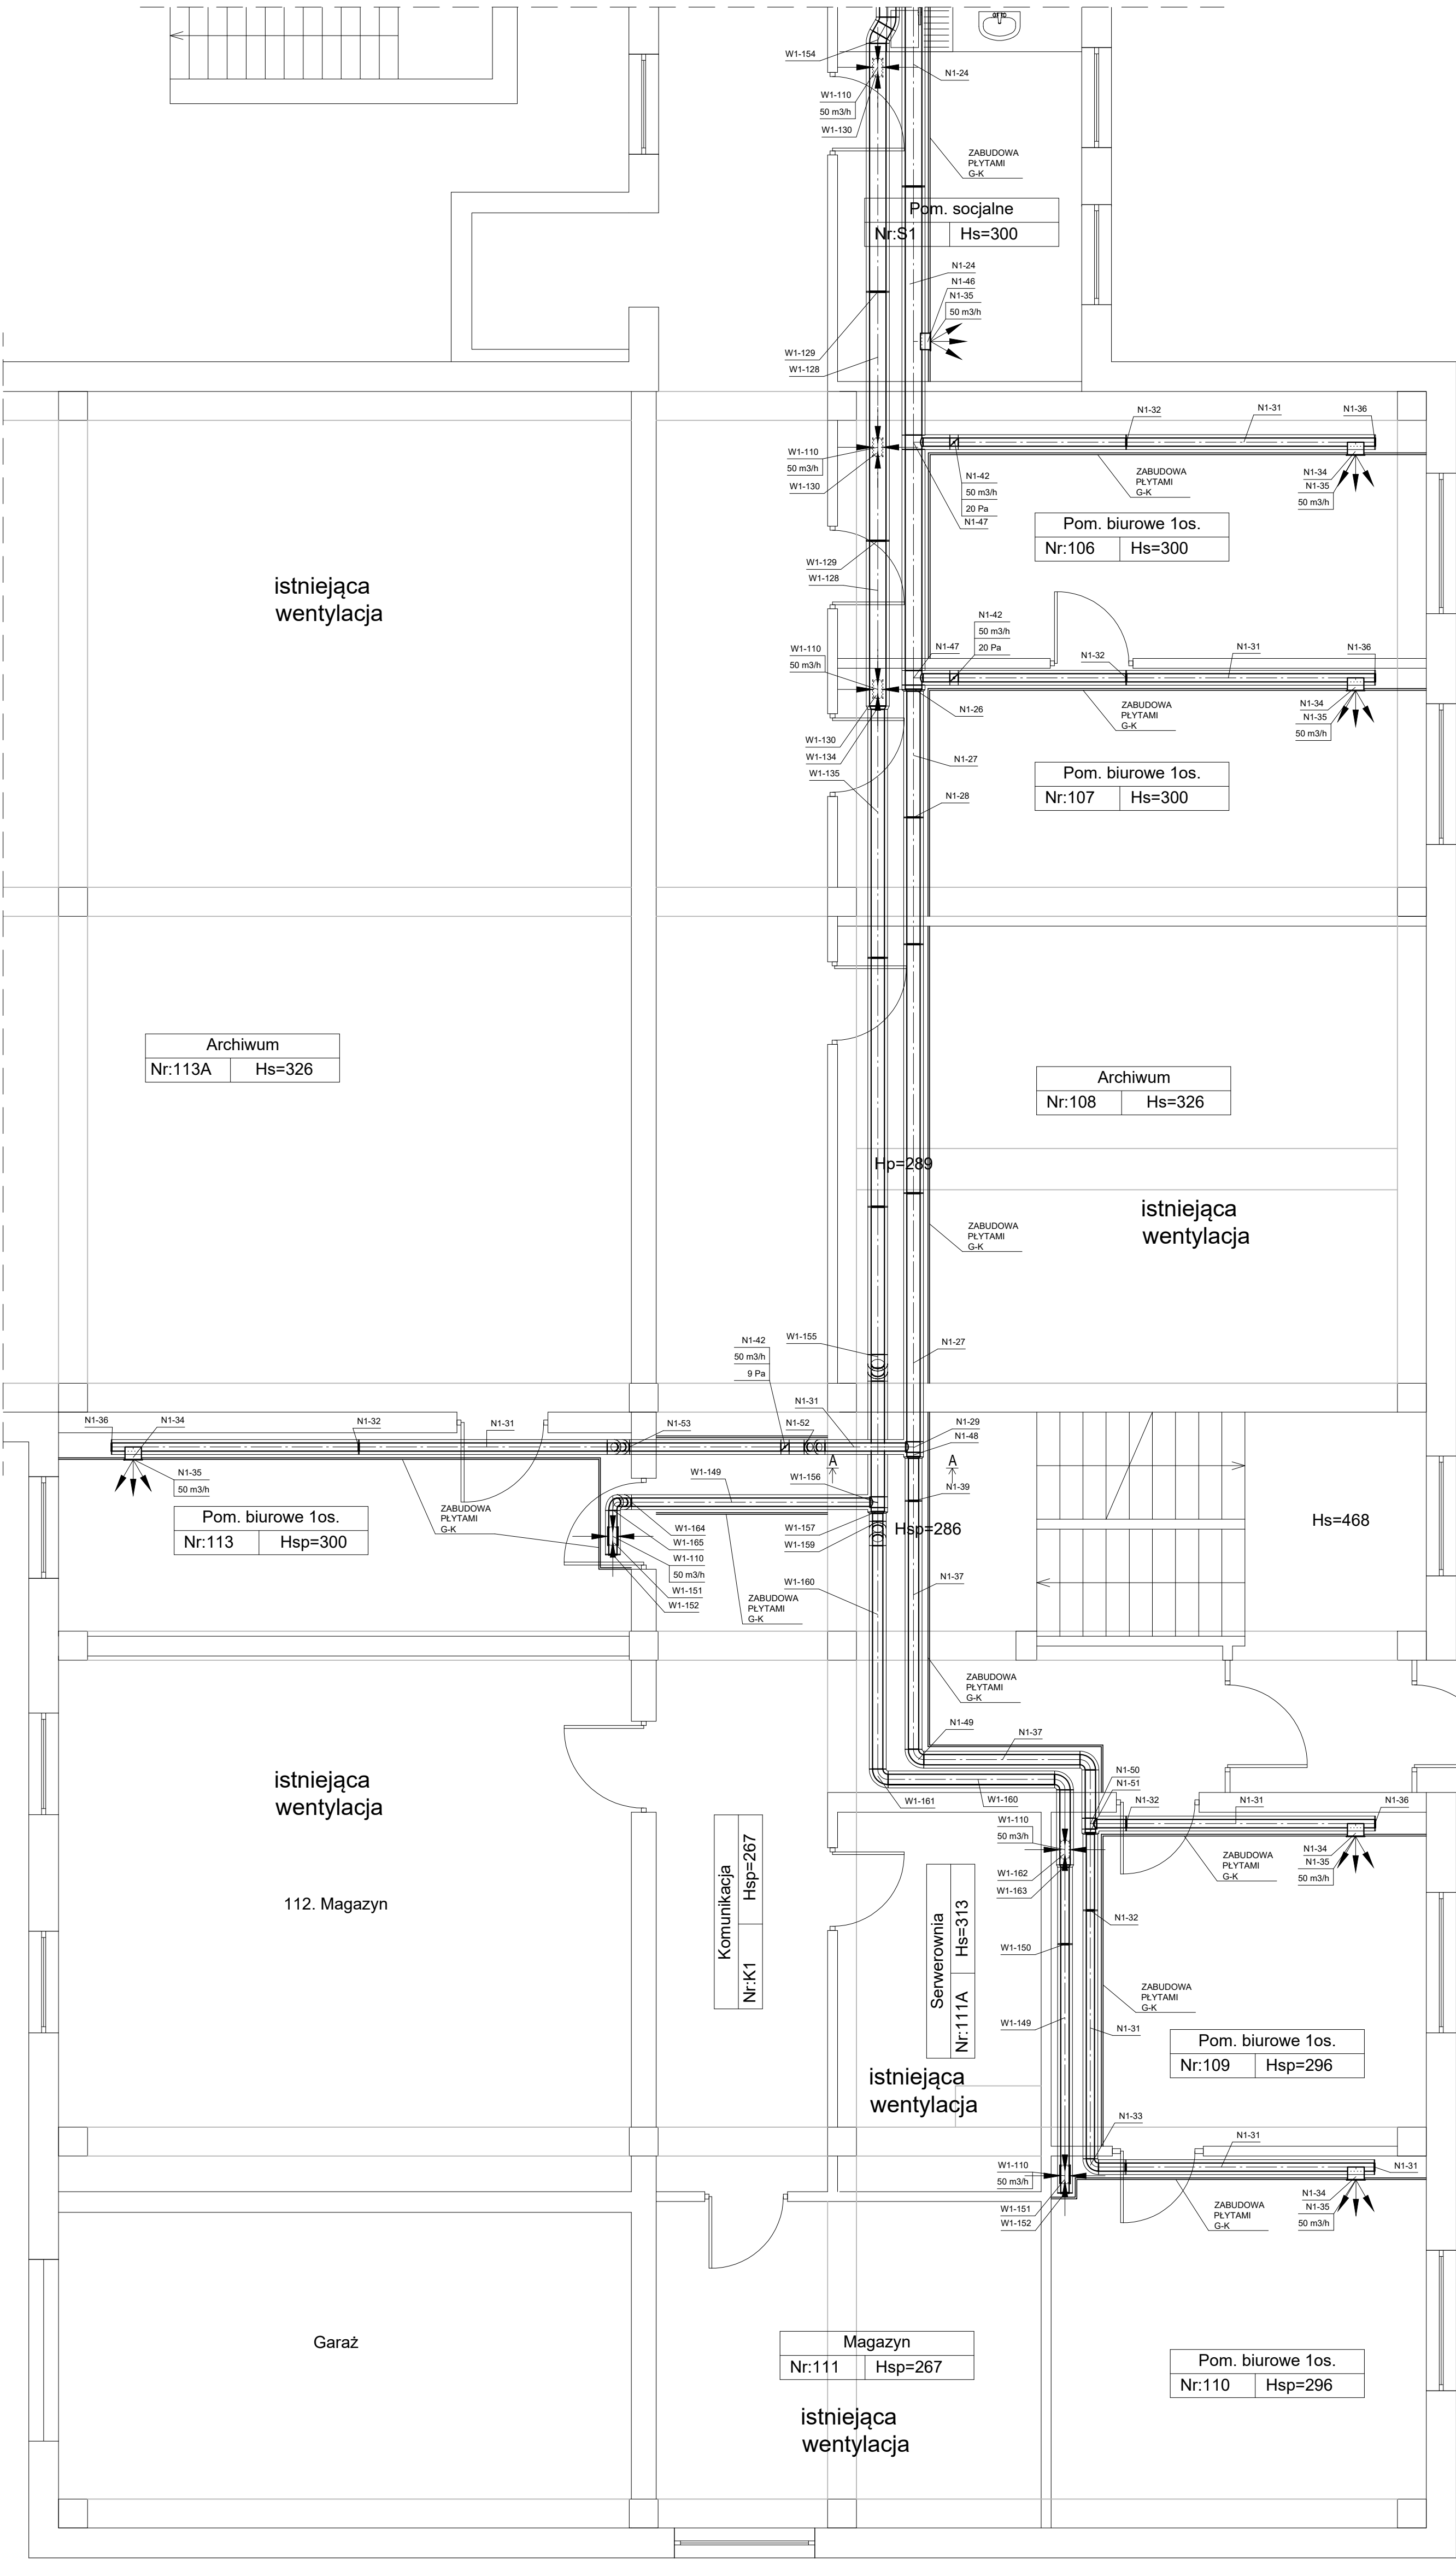 W1-154
N1-24
W1-110
50 m3/h
W1-130
ZABUDOWA
PŁYTAMI
G-K
Pom. socjalne
Nr:S1 Hs=300
N1-24
N1-46
N1-35
50 m3/h
W1-129
W1-128
N1-32
N1-31
N1-36
W1-110
50 m3/h
W1-130
N1-42
50 m3/h
20 Pa
N1-47
ZABUDOWA
PŁYTAMI
G-K
N1-34
N1-35
50 m3/h
Pom. biurowe 1os.
Nr:106 Hs=300
W1-129
W1-128
istniejąca
wentylacja
N1-42
50 m3/h
20 Pa
W1-110
50 m3/h
N1-47
N1-32
N1-31
N1-36
N1-26
ZABUDOWA
PŁYTAMI
G-K
N1-34
N1-35
50 m3/h
W1-130
W1-134
W1-135
N1-27
N1-28
Pom. biurowe 1os.
Nr:107 Hs=300
Archiwum
Nr:113A Hs=326
Archiwum
Nr:108 Hs=326
Hp=289
istniejąca
wentylacja
ZABUDOWA
PŁYTAMI
G-K
N1-42
50 m3/h
9 Pa
W1-155
N1-27
N1-31
N1-36
N1-34
N1-32
N1-31
N1-53
N1-52
N1-29
N1-48
A
A
N1-35
50 m3/h
W1-149
W1-156
N1-39
Pom. biurowe 1os.
Nr:113 Hsp=300
ZABUDOWA
PŁYTAMI
G-K
W1-164
W1-165
W1-110
50 m3/h
W1-151
W1-152
W1-157
W1-159
Hsp=286
Hs=468
W1-160
N1-37
ZABUDOWA
PŁYTAMI
G-K
ZABUDOWA
PŁYTAMI
G-K
N1-49
N1-37
istniejąca
wentylacja
W1-161
W1-160
N1-50
N1-51
N1-32
N1-31
N1-36
W1-110
50 m3/h
W1-162
W1-163
ZABUDOWA
PŁYTAMI
G-K
N1-34
N1-35
50 m3/h
112. Magazyn
Komunikacja
Nr:K1 Hsp=267
Serwerownia
Nr:111A Hs=313
N1-32
W1-150
W1-149
N1-31
ZABUDOWA
PŁYTAMI
G-K
Pom. biurowe 1os.
Nr:109 Hsp=296
istniejąca
wentylacja
N1-33
N1-31
N1-31
W1-110
50 m3/h
W1-151
W1-152
ZABUDOWA
PŁYTAMI
G-K
N1-34
N1-35
50 m3/h
Garaż
Magazyn
Nr:111 Hsp=267
Pom. biurowe 1os.
Nr:110 Hsp=296
istniejąca
wentylacja